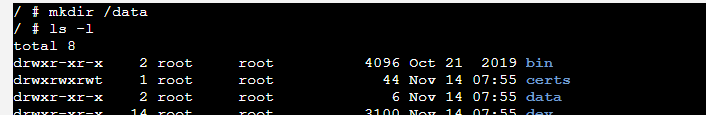 / # mkdir /data
/ # ls -l
total 8
drwxr-xr-x    2 root     root          4096 Oct 21  2019 bin
drwxrwxrwt    1 root     root            44 Nov 14 07:55 certs
drwxr-xr-x    2 root     root             6 Nov 14 07:55 data
drwxr-xr-x   14 root     root          3100 Nov 14 07:55 dev